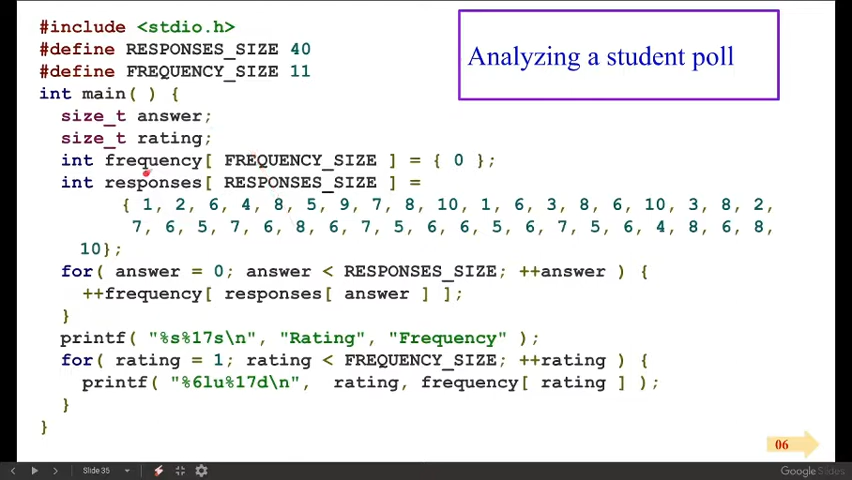 #include <stdio.h>
#define RESPONSES_SIZE 40
#define FREQUENCY_SIZE 11
int main( ) {
size_t answer;
size_t rating;
int frequency[ FREQUENCY_SIZE ] = { 0 };
int responses[ RESPONSES_SIZE ] =
{ 1, 2, 6, 4, 8, 5, 9, 7, 8, 10, 1, 6, 3, 8, 6, 10, 3, 8, 2,
7, 6, 5, 7, 6, 8, 6, 7, 5, 6, 6, 5, 6, 7, 5, 6, 4, 8, 6, 8,
10};
for( answer = 0; answer < RESPONSES_SIZE; ++answer ) {
++frequency[ responses[ answer ] ];
}
printf( "%s%17s\n", "Rating", "Frequency" );
for( rating = 1; rating < FREQUENCY_SIZE; ++rating ) {
printf( "%6lu%17d\n", rating, frequency[ rating ] );
}
}
Analyzing a student poll
06
Slide 35
Google Slides